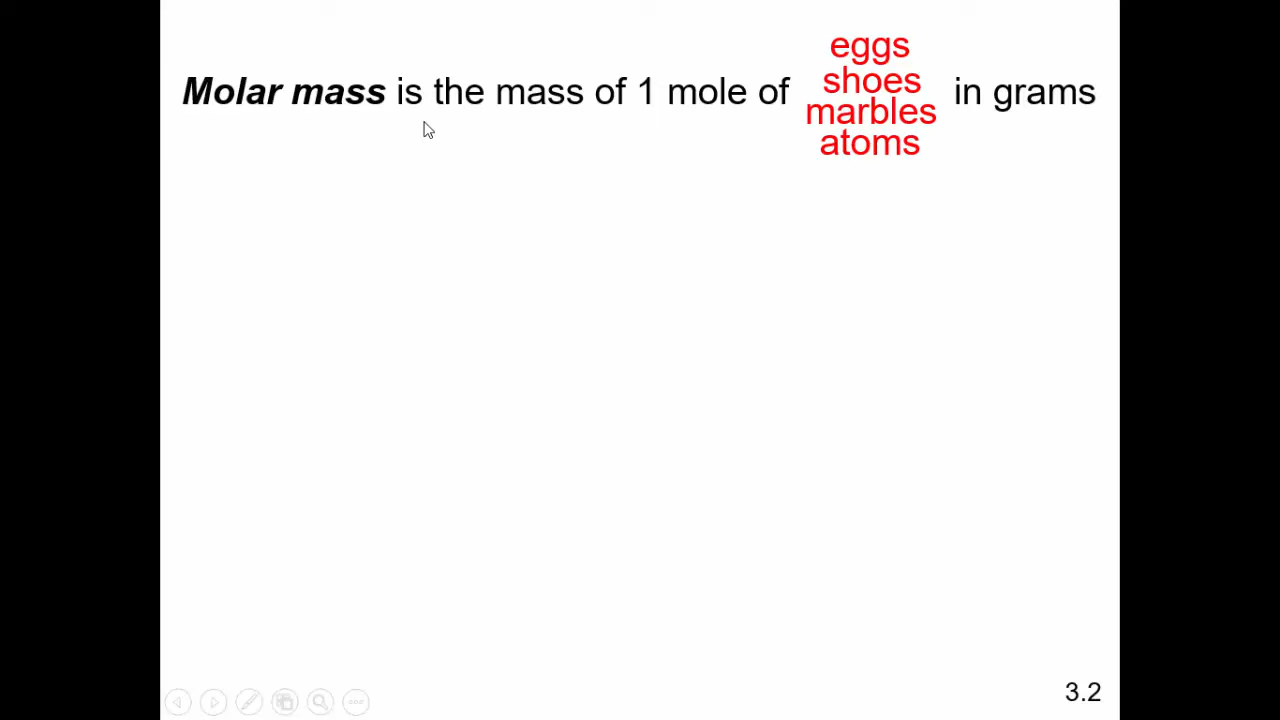 Molar mass is the mass of 1 mole of eggs shoes marbles atoms in grams
3.2